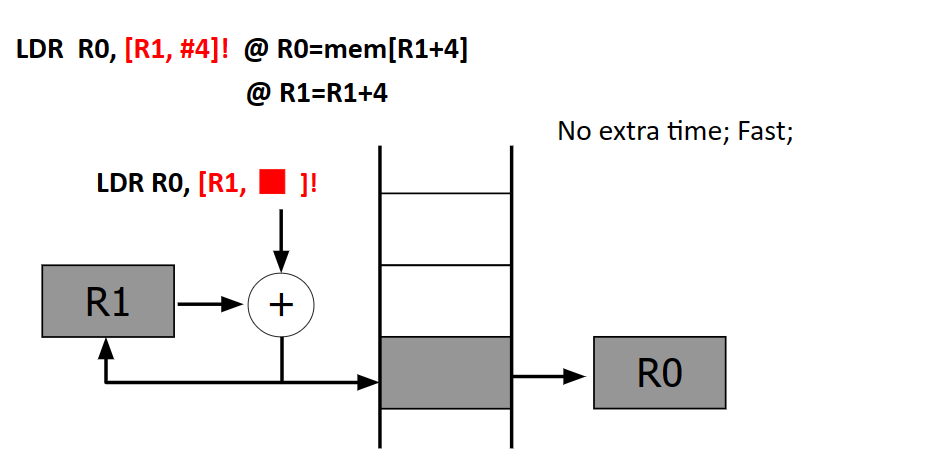 LDR R0, [R1, #4]! @ R0=mem[R1+4]
@ R1=R1+4
No extra time; Fast;
LDR R0, [R1, ]!
R1
+
R0